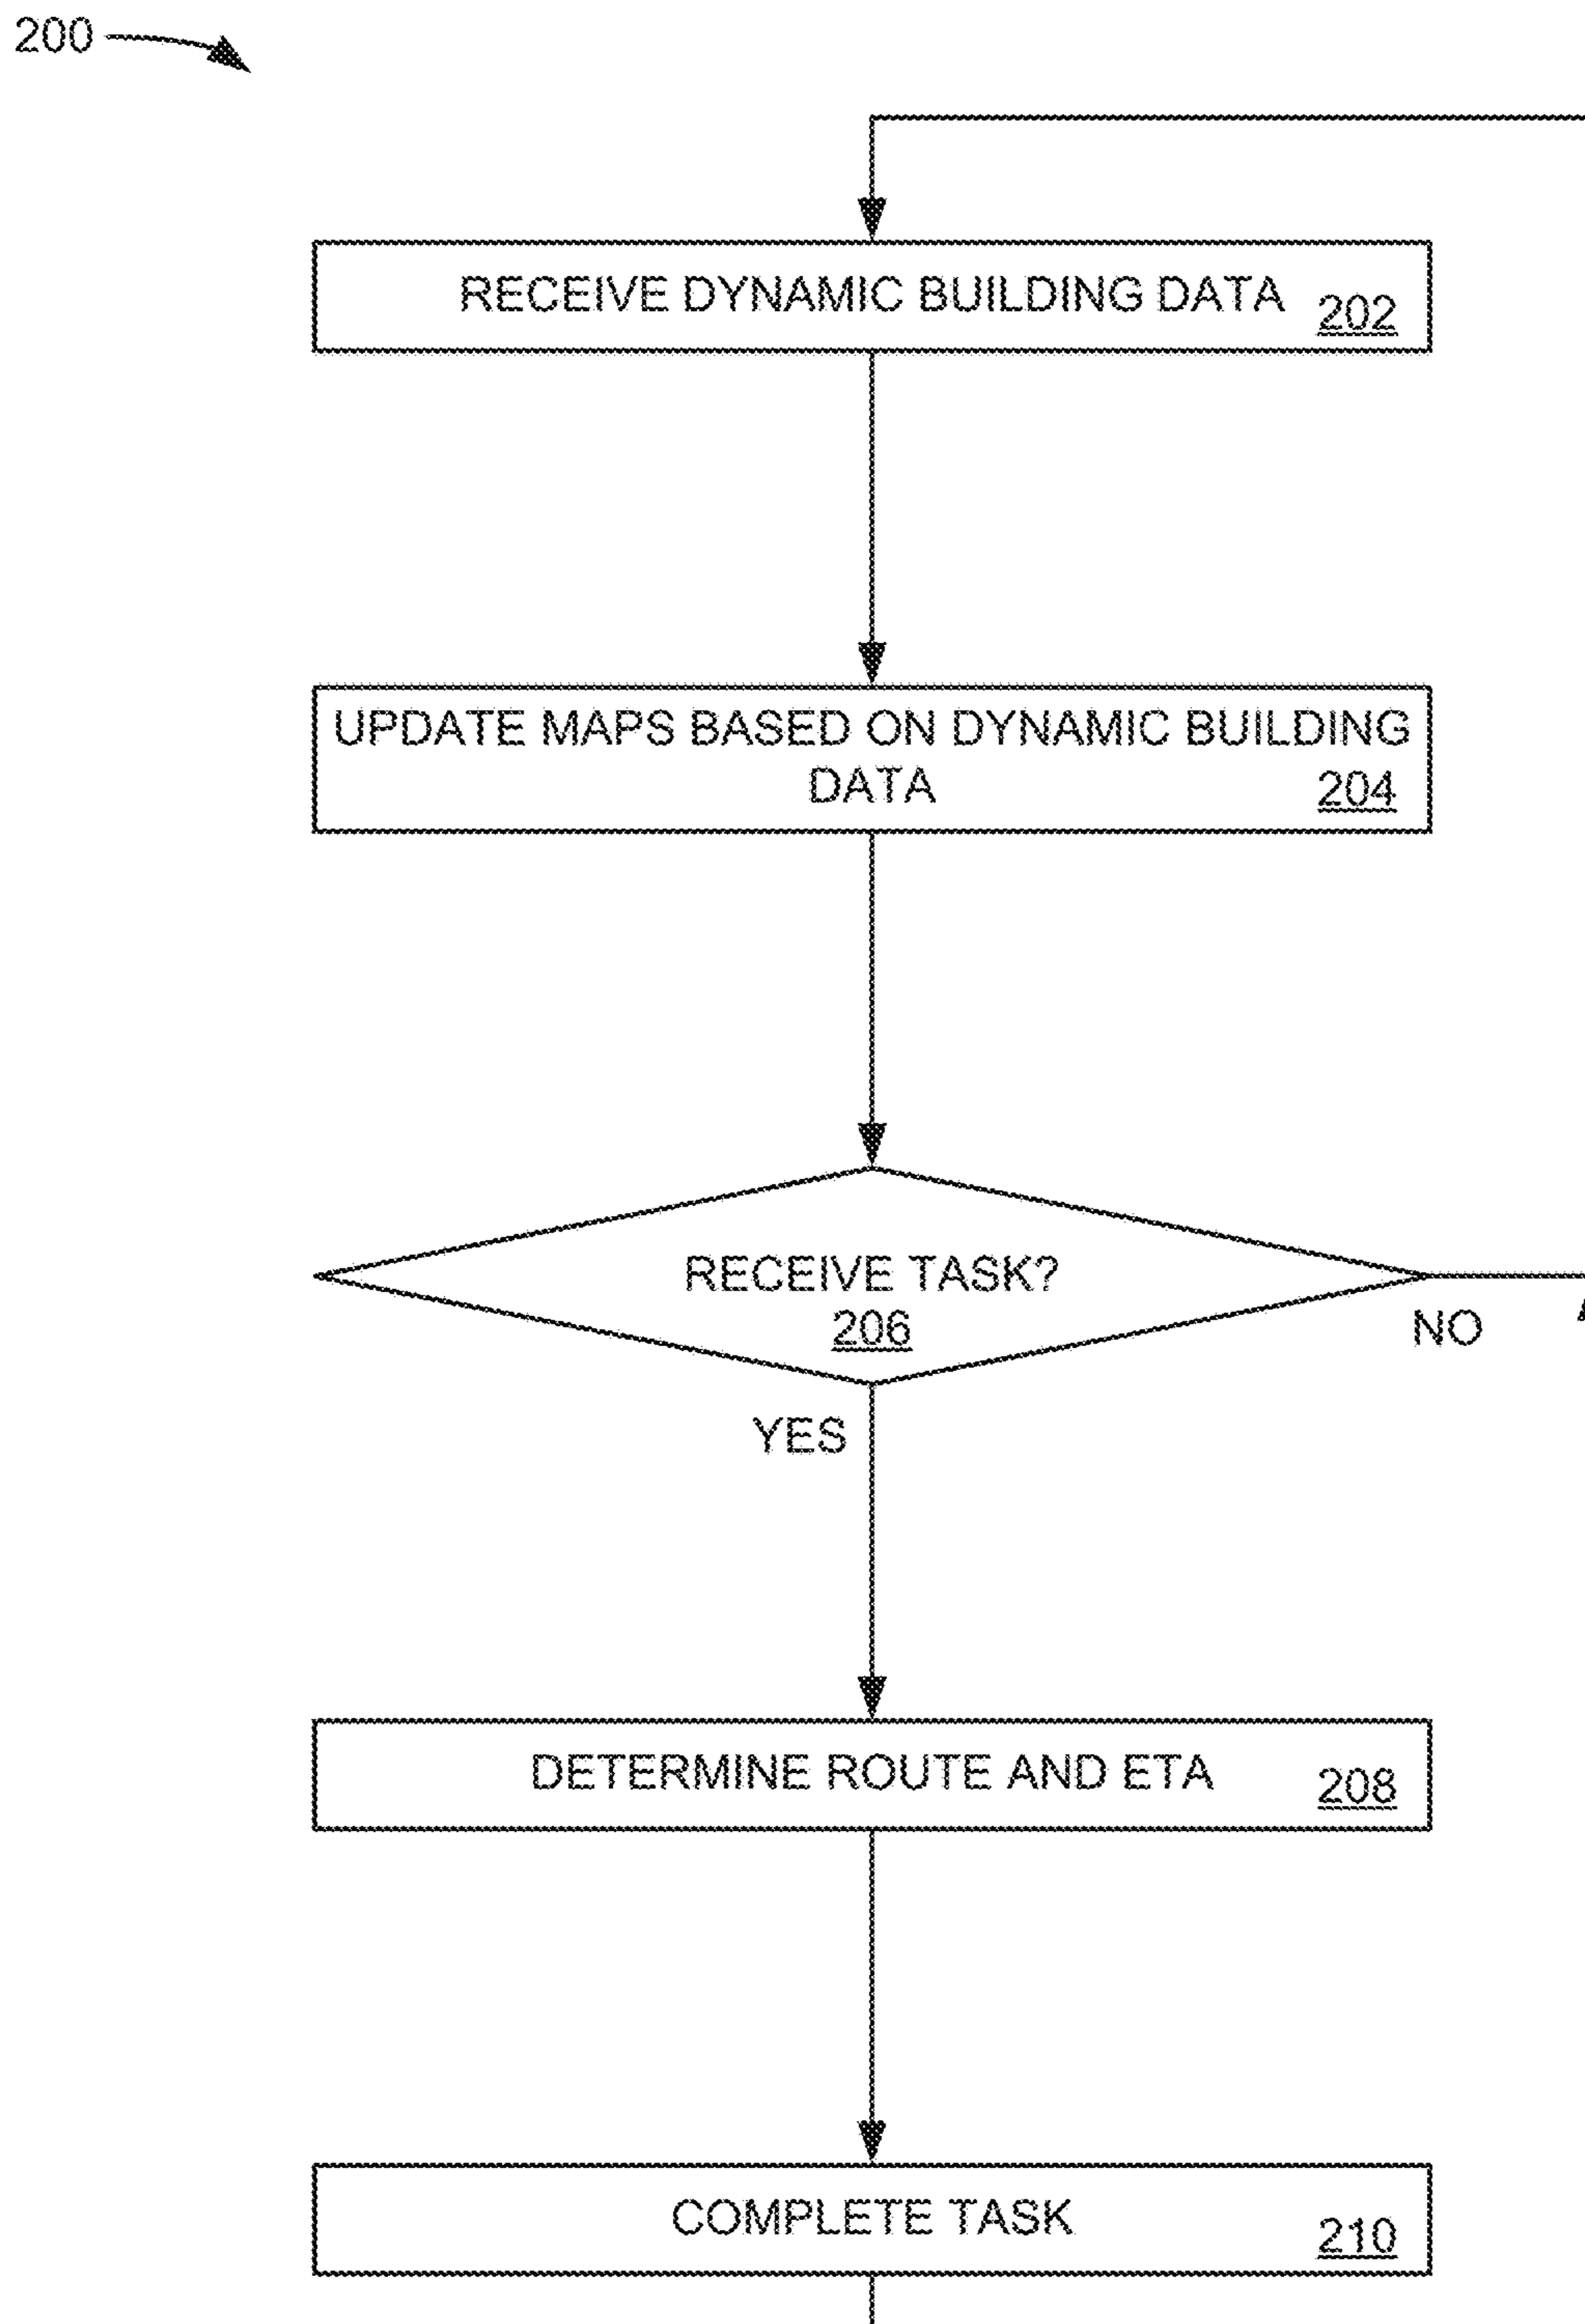 200
RECEIVE DYNAMIC BUILDING DATA 202
UPDATE MAPS BASED ON DYNAMIC BUILDING
DATA 204
RECEIVE TASK?
206
NO
YES
DETERMINE ROUTE AND ETA 208
COMPLETE TASK 210